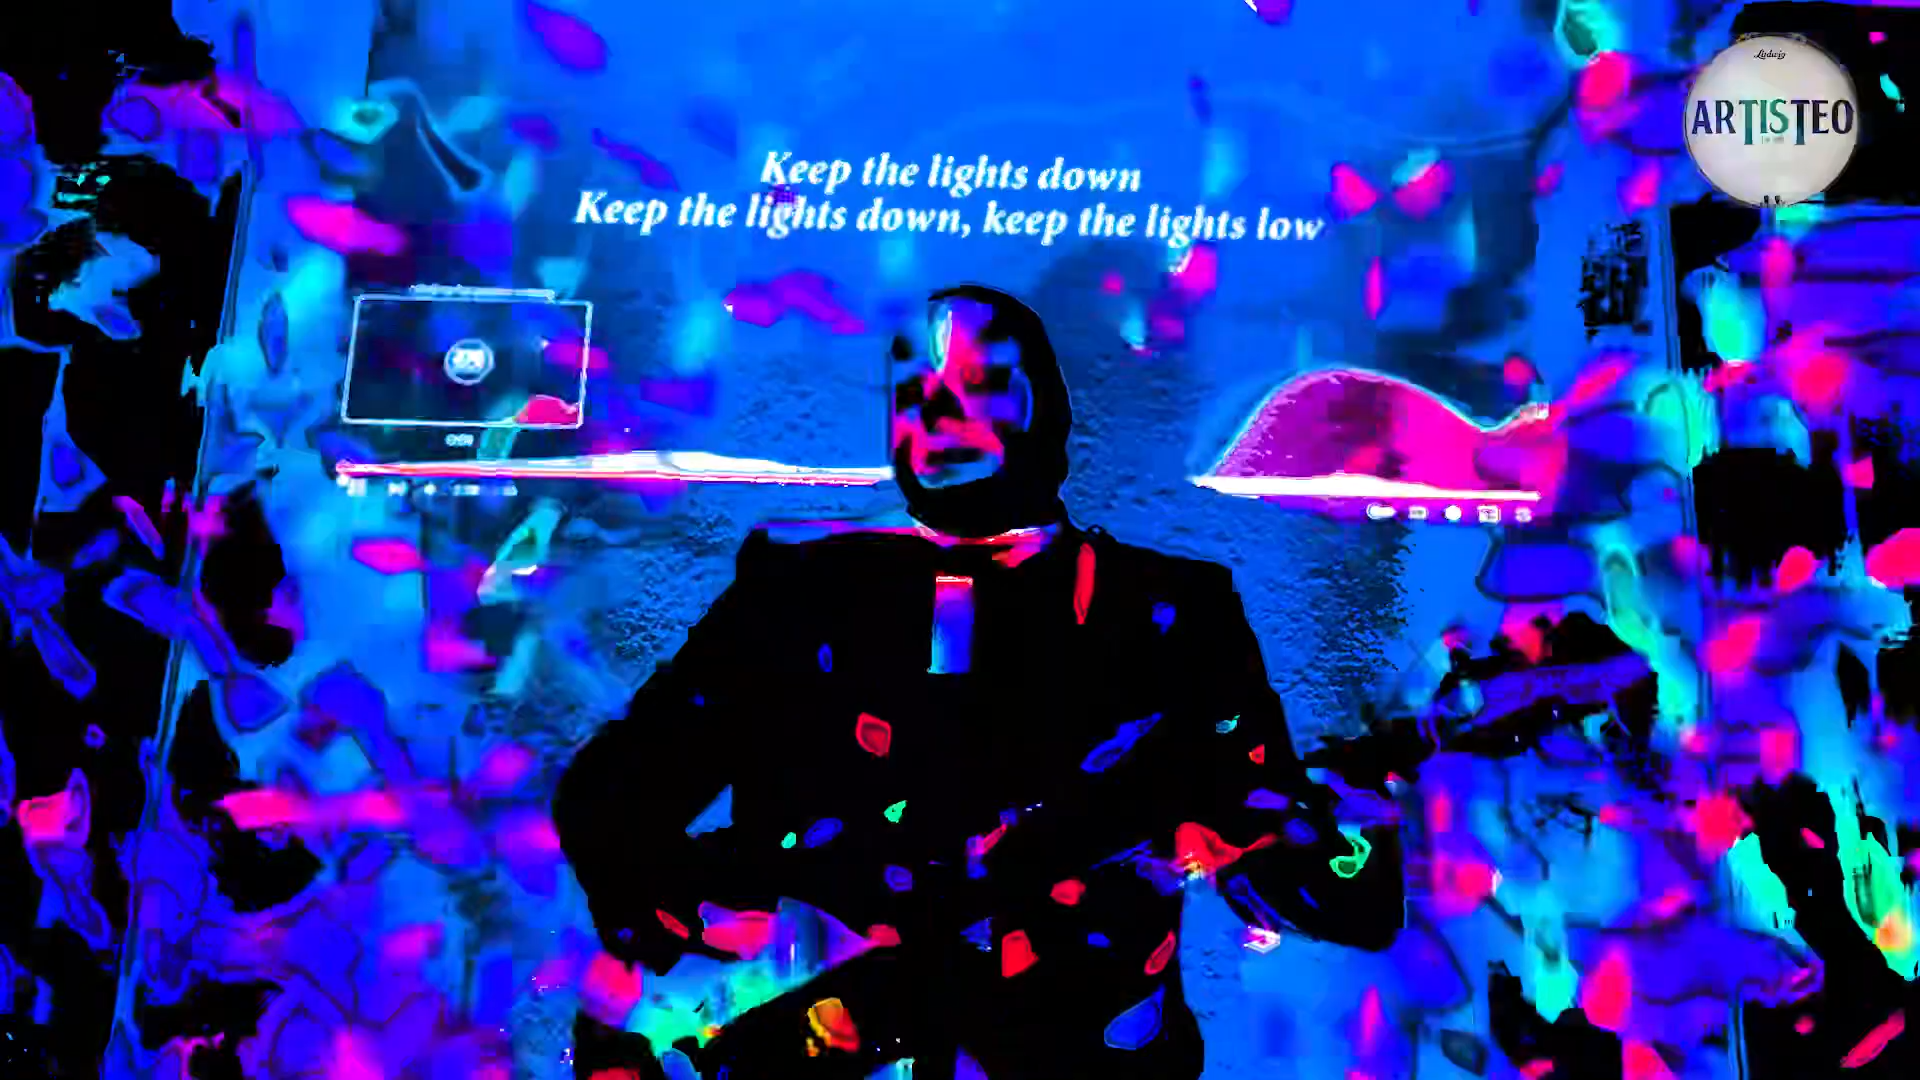 Ludwig
ARTISTEO
Keep the lights down
Keep the lights down, keep the lights low